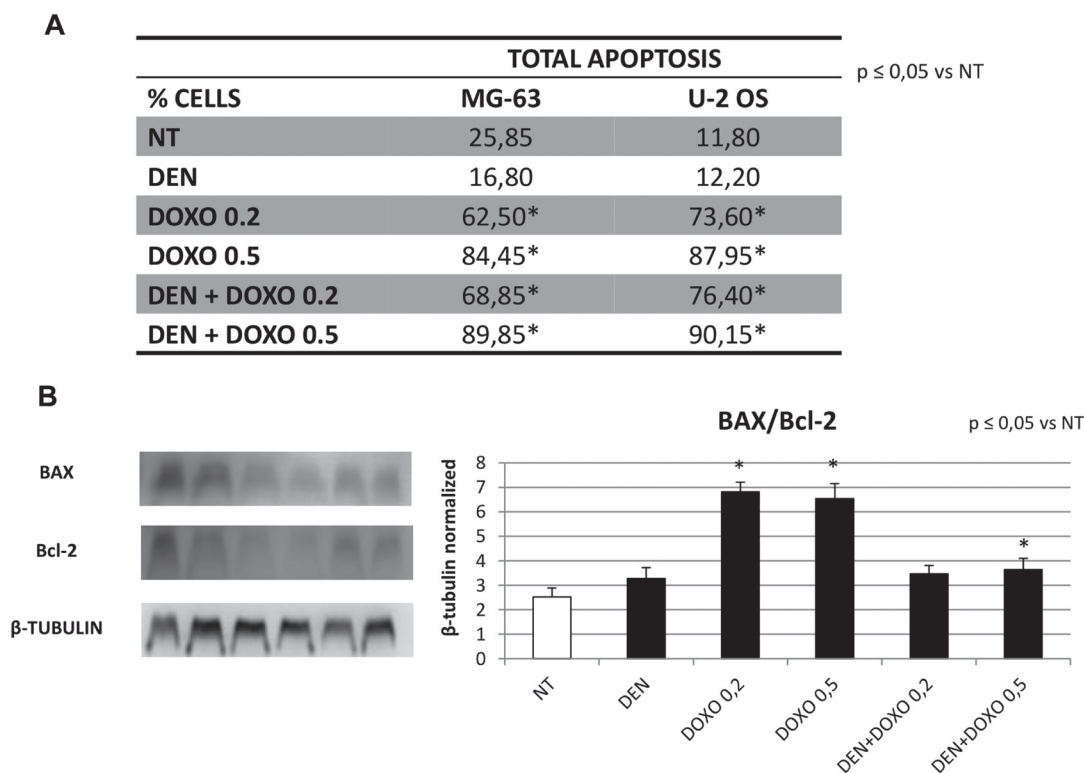 A
TOTAL APOPTOSIS
p ≤ 0,05 vs NT
% CELLS MG-63 U-2 OS
NT 25,85 11,80
DEN 16,80 12,20
DOXO 0.2 62,50* 73,60*
DOXO 0.5 84,45* 87,95*
DEN + DOXO 0.2 68,85* 76,40*
DEN + DOXO 0.5 89,85* 90,15*
B
BAX
Bcl-2
β-TUBULIN
BAX/Bcl-2
p ≤ 0,05 vs NT
β-tubulin normalized
8
7
6
5
4
3
2
1
0
* * *
NT
DEN
DOXO 0,2
DOXO 0,5
DEN+DOXO 0,2
DEN+DOXO 0,5